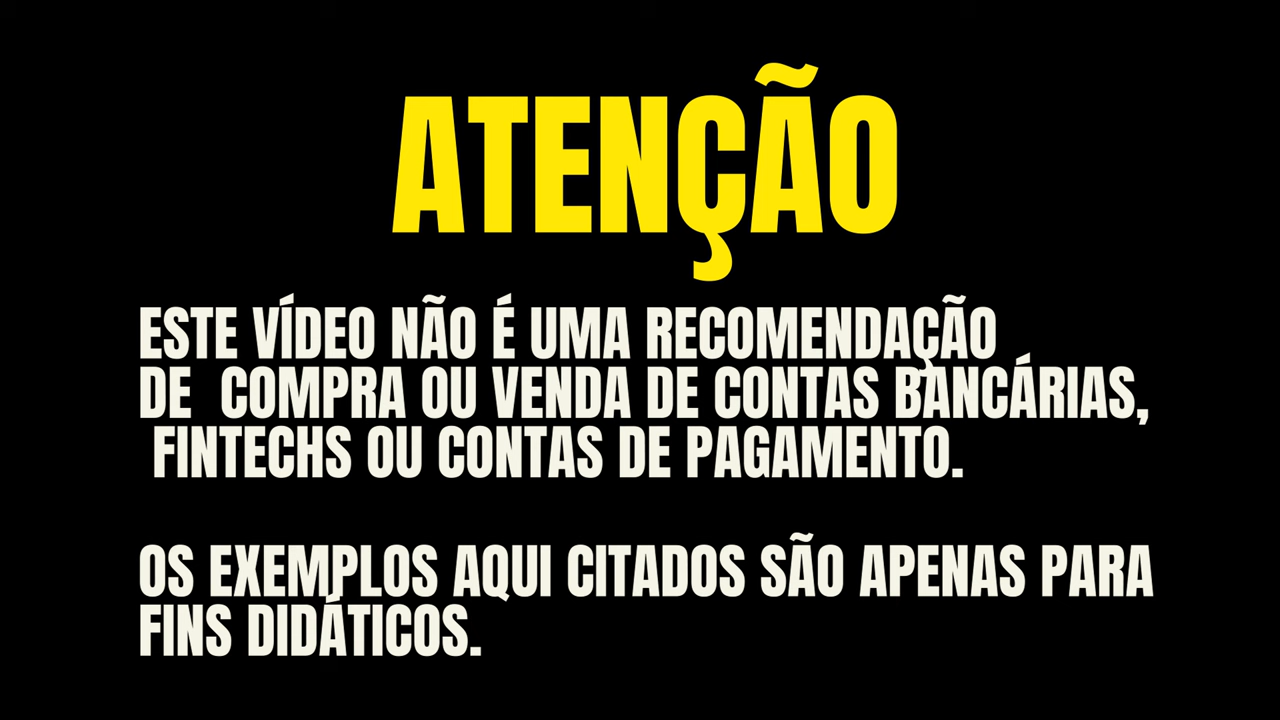 ATENÇÃO
ESTE VÍDEO NÃO É UMA RECOMENDAÇÃO
DE COMPRA OU VENDA DE CONTAS BANCÁRIAS,
FINTECHS OU CONTAS DE PAGAMENTO.
OS EXEMPLOS AQUI CITADOS SÃO APENAS PARA
FINS DIDÁTICOS.